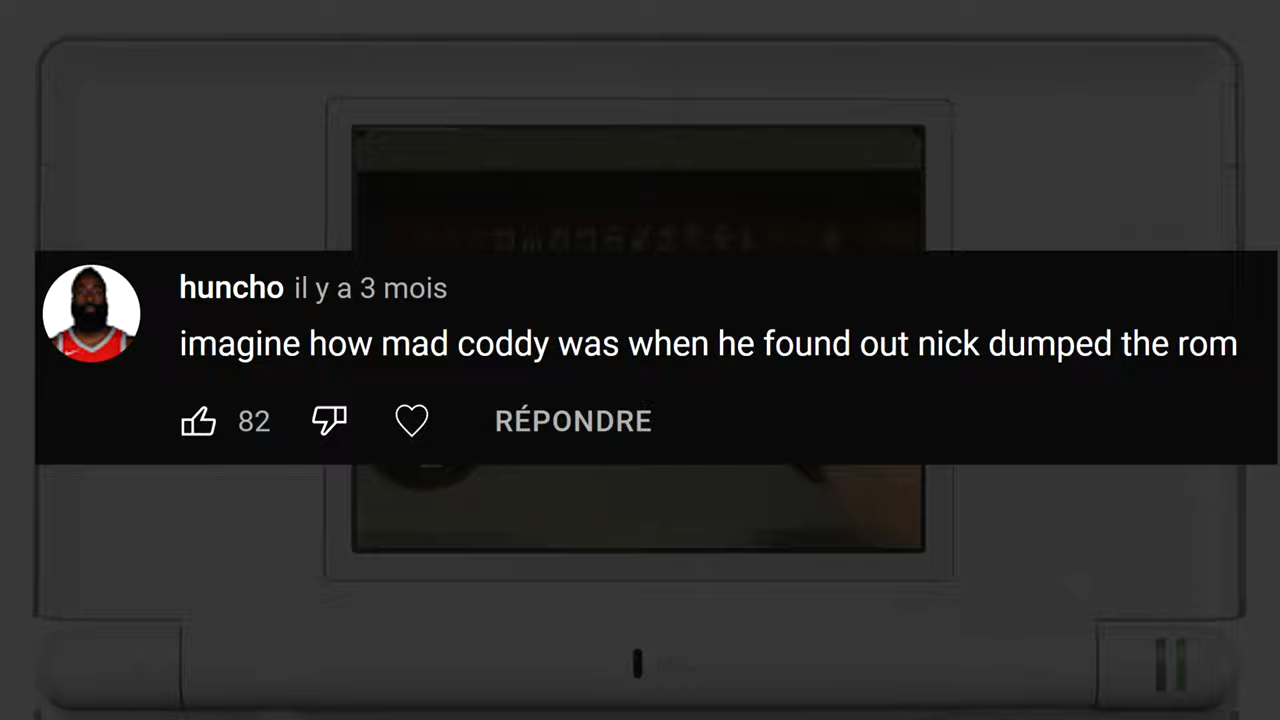 huncho il y a 3 mois
imagine how mad coddy was when he found out nick dumped the rom
82
RÉPONDRE